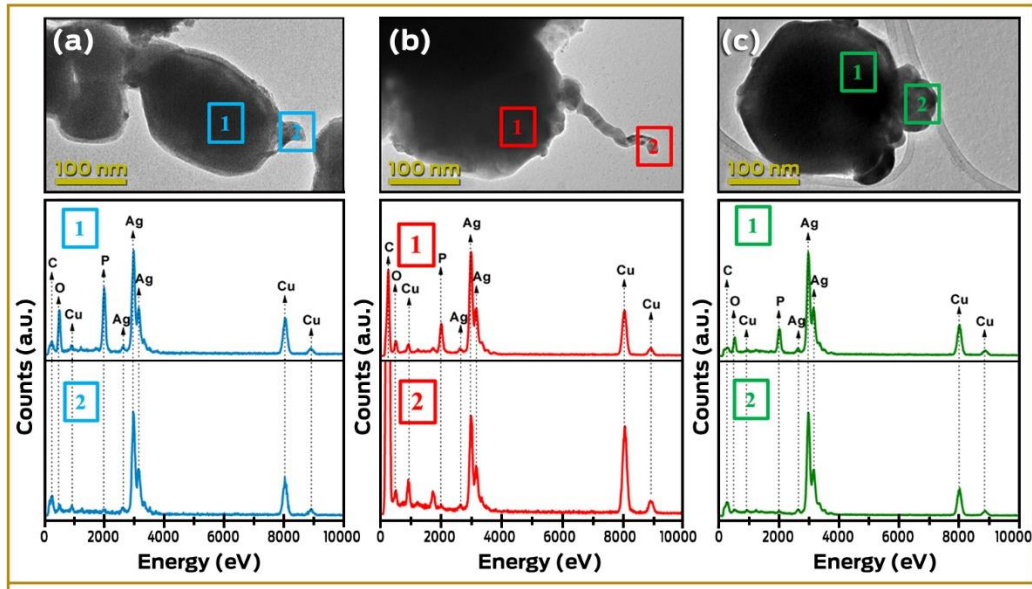 (a)
1
2
100 nm
(b)
1
2
100 nm
(c)
1
2
100 nm
Counts (a.u.)
1
C
O
Cu
P
Ag
Ag
Ag
Cu
Cu
2
0 2000 4000 6000 8000 10000
Energy (eV)
Counts (a.u.)
1
C
O
Cu
P
Ag
Ag
Ag
Cu
Cu
2
0 2000 4000 6000 8000 10000
Energy (eV)
Counts (a.u.)
1
C
O
Cu
P
Ag
Ag
Ag
Cu
Cu
2
0 2000 4000 6000 8000 10000
Energy (eV)